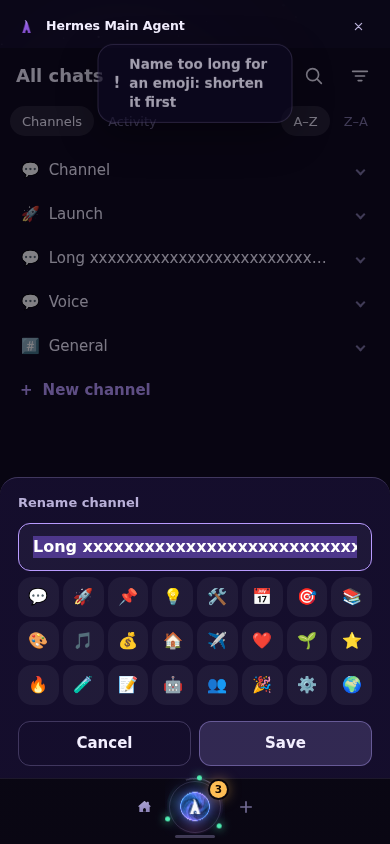 Hermes Main Agent
×
Name too long for
an emoji: shorten
it first
!
All chats
Channels
Activity
A–Z
Z–A
💬 Channel
🚀 Launch
💬 Long xxxxxxxxxxxxxxxxxxxxxxxxx…
💬 Voice
#️⃣ General
+ New channel
Rename channel
Long xxxxxxxxxxxxxxxxxxxxxxxxxxx
Cancel
Save
3